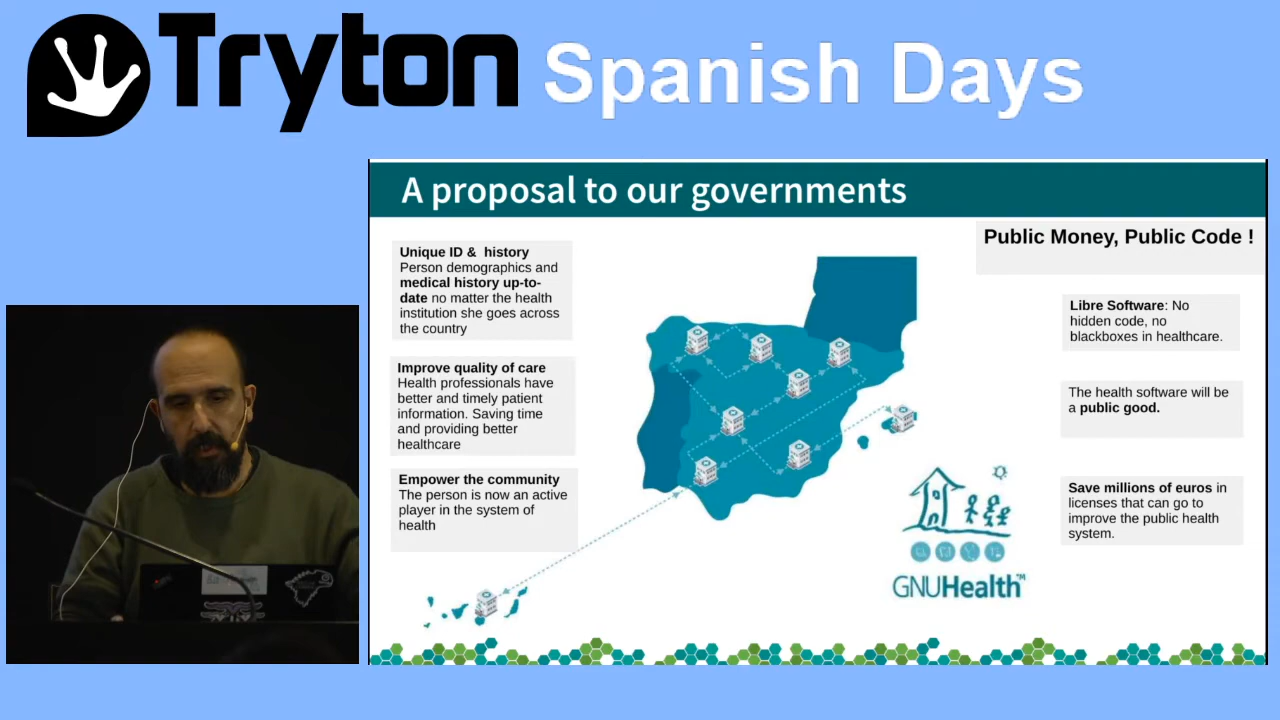 Tryton Spanish Days
A proposal to our governments
Public Money, Public Code !
Unique ID &  history
Person demographics and
medical history up-to-
date no matter the health
institution she goes across
the country
Improve quality of care
Health professionals have
better and timely patient
information. Saving time
and providing better
healthcare
Empower the community
The person is now an active
player in the system of
health
Libre Software: No
hidden code, no
blackboxes in healthcare.
The health software will be
a public good.
Save millions of euros in
licenses that can go to
improve the public health
system.
GNUHealth™